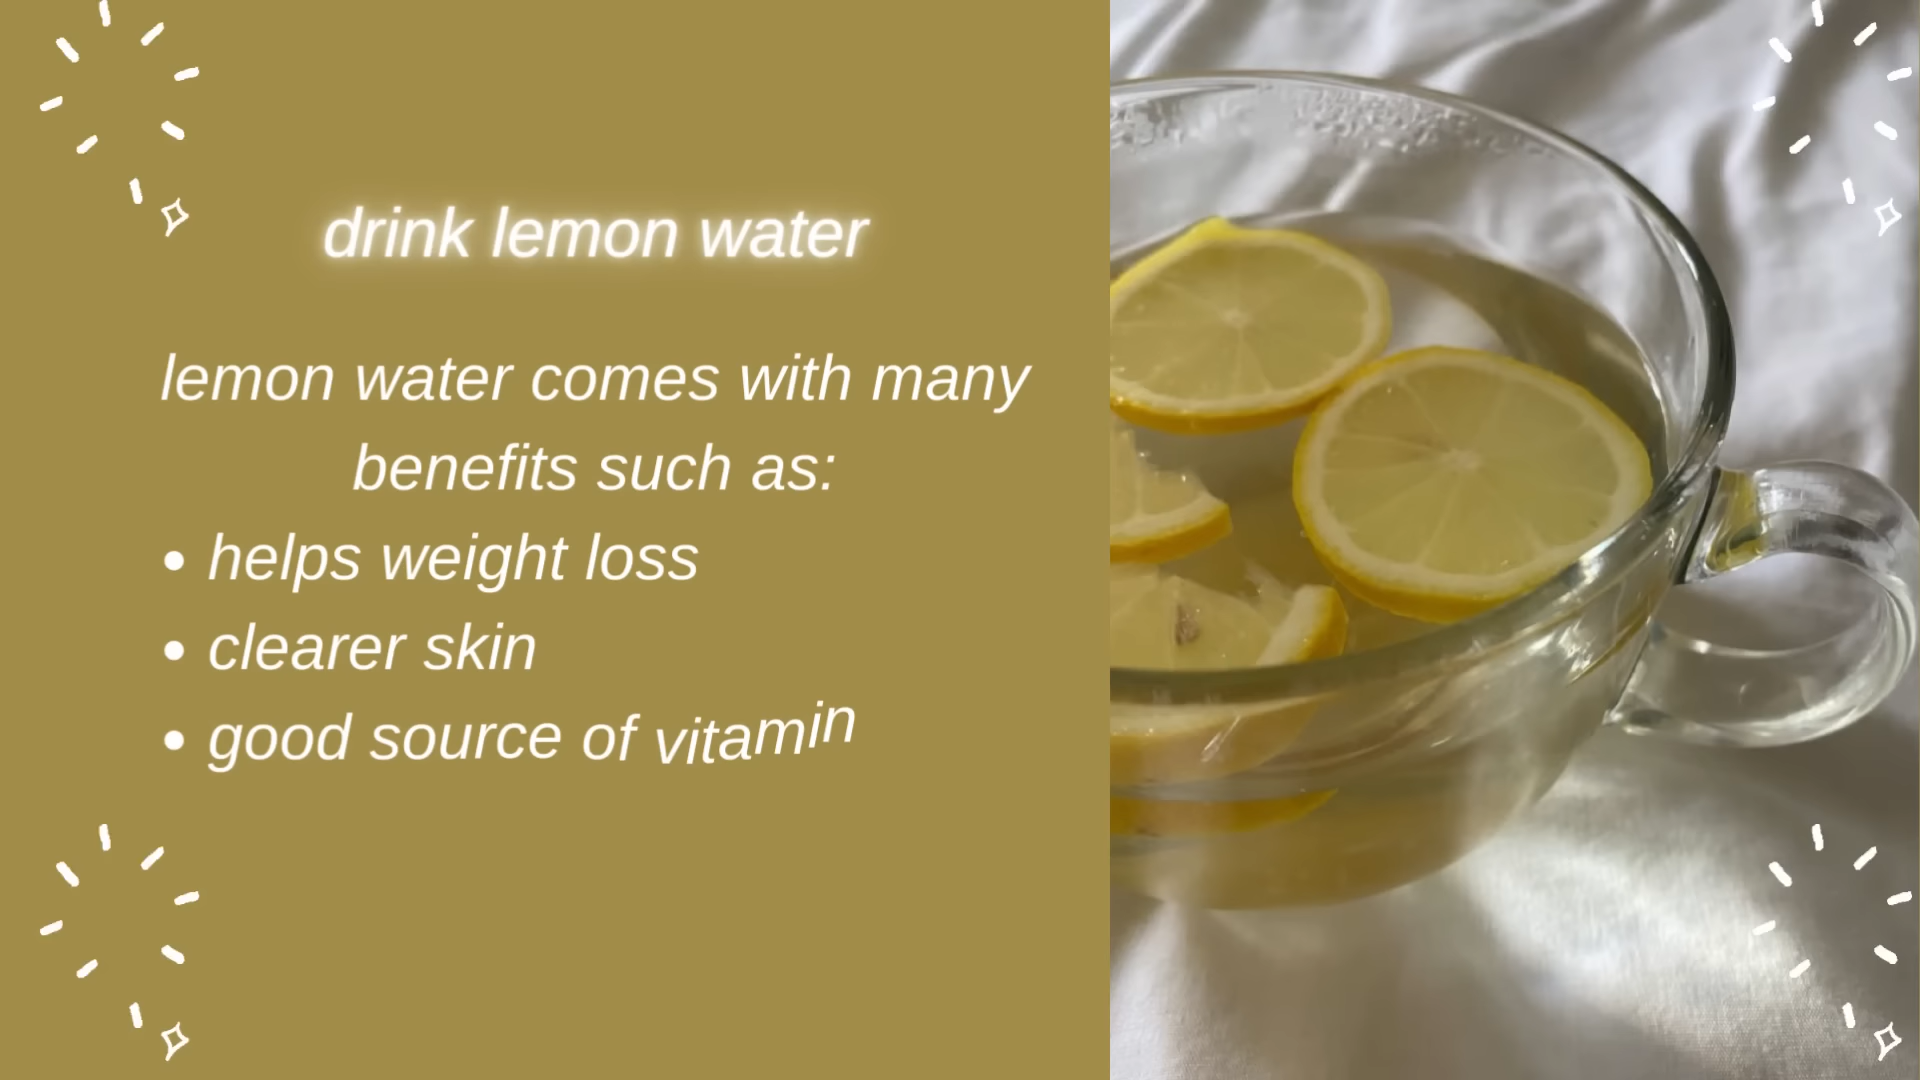 drink lemon water
lemon water comes with many
benefits such as:
• helps weight loss
• clearer skin
• good source of vitamin